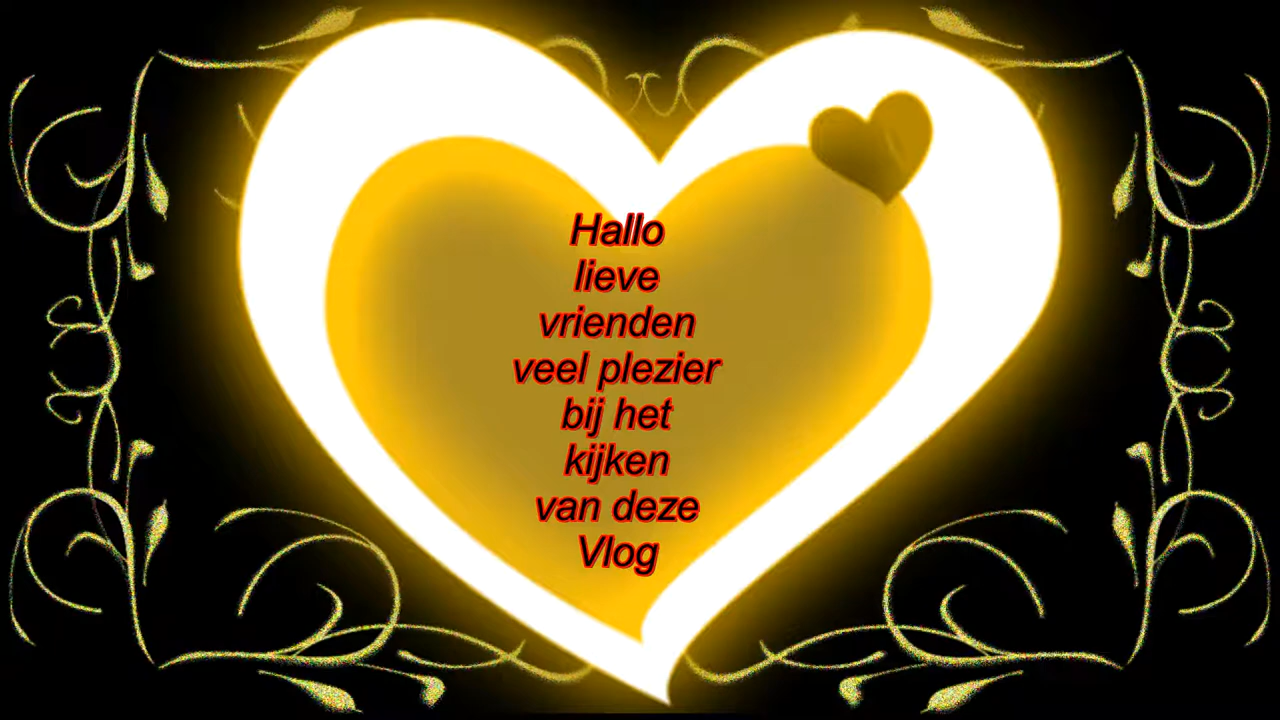 Hallo
lieve
vrienden
veel plezier
bij het
kijken
van deze
Vlog